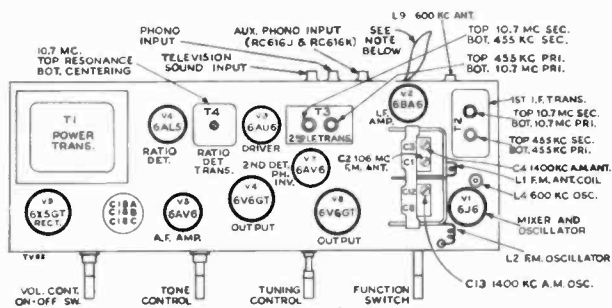 L9 600 KC ANT.
PHONO INPUT
AUX. PHONO INPUT
(RC616J & RC616K)
SEE NOTE BELOW
TOP 10.7 MC SEC.
BOT. 455 KC SEC.
10.7 MC.
TOP RESONANCE
BOT. CENTERING
TELEVISION
SOUND INPUT
TOP 455 KC PRI.
BOT. 10.7 MC PRI.
T1
POWER
TRANS.
V4
6AL5
RATIO
DET.
T4
RATIO
DET
TRANS.
6AU6
DRIVER
T3
2ND I.F. TRANS.
V2
6BA6
I.F.
AMP.
T2
1ST I.F. TRANS.
TOP 10.7 MC SEC
BOT. 10.7 MC PRI.
TOP 455 KC SEC.
BOT. 455 KC PRI.
2ND DET.
PH.
INV.
6AV6
C2 106 MC
F.M. ANT.
C3
C1
C4 1400 KC A.M. ANT.
L1 F.M. ANT. COIL
L4 600 KC OSC.
V9
6X5GT
RECT.
C18A
C18B
C18C
V5
6AV6
A.F. AMP.
6V6GT
OUTPUT
V8
6V6GT
OUTPUT
C12
V1
6J6
MIXER AND
OSCILLATOR
L2 F.M. OSCILLATOR
C13 1400 KC A.M. OSC.
VOL. CONT.
ON-OFF SW.
TONE
CONTROL
TUNING
CONTROL
FUNCTION
SWITCH